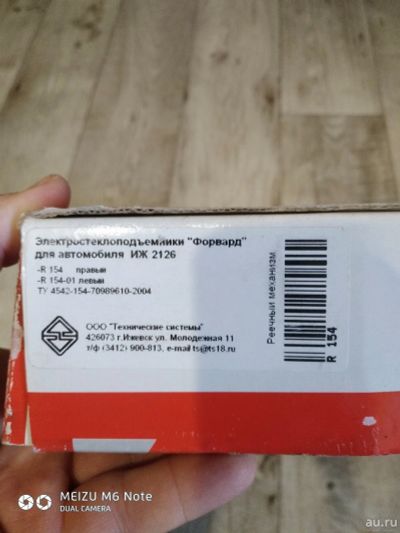 Электростеклоподъемники "Форвард"
для автомобиля ИЖ 2126
-R 154 правый
-R 154-01 левый
ТУ 4542-154-70989610-2004
ООО "Технические системы"
426073 г.Ижевск ул. Молодежная 11
т/ф (3412) 900-813, e-mail ts@ts18.ru
Реечный механизм
R 154
MEIZU M6 Note
DUAL CAMERA
au.ru